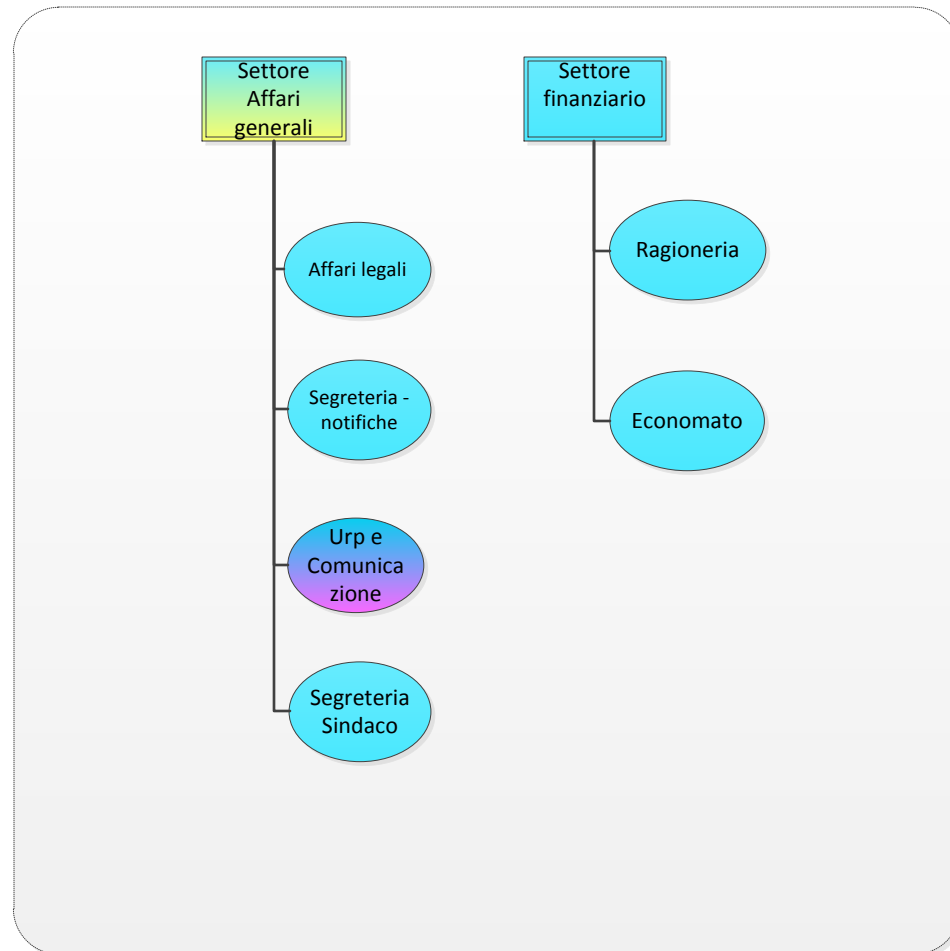 Settore
Affari
generali
Affari legali
Segreteria -
notifiche
Urp e
Comunica
zione
Segreteria
Sindaco
Settore
finanziario
Ragioneria
Economato